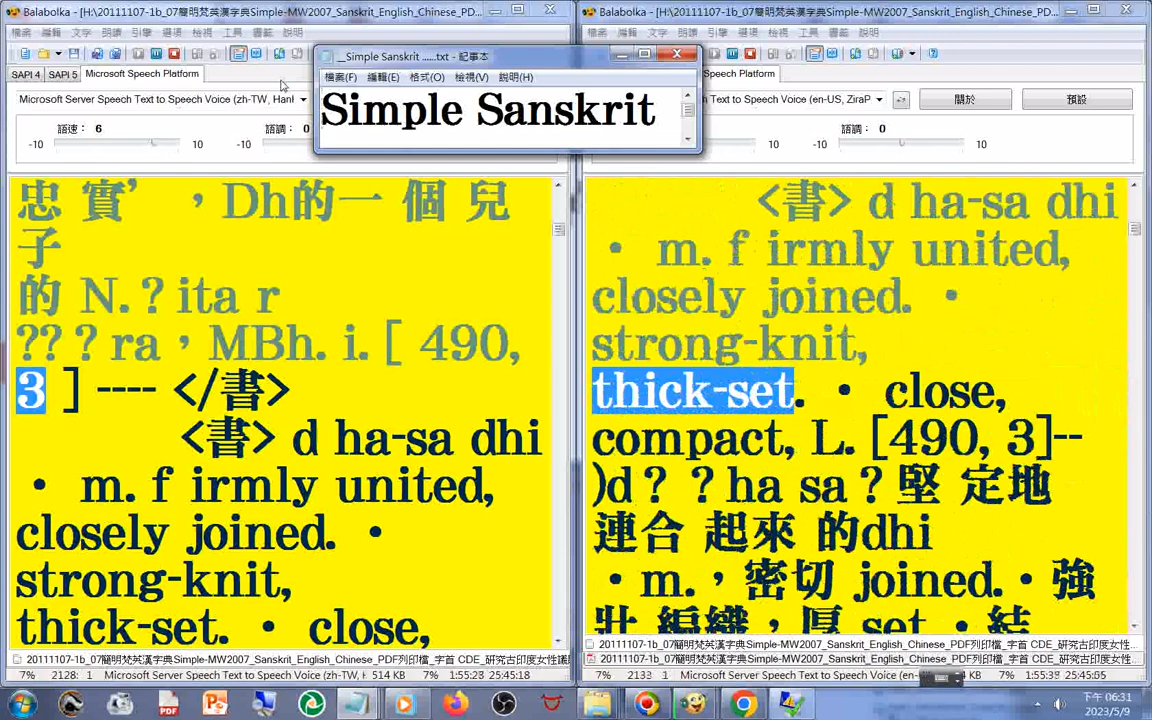 Balabolka - [H:\20111107-1b_07簡明梵英漢字典Simple-MW2007_Sanskrit_English_Chinese_PD...
檔案 編輯 文字 朗讀 引擎 選項 檢視 工具 書籤 說明
SAPI 4 SAPI 5 Microsoft Speech Platform
Microsoft Server Speech Text to Speech Voice (zh-TW, HanH
語速： 6 語調： 0
-10 10 -10
忠 實’ ，Dh的一 個 兒
子
的 N.？ita r
??？ra，MBh. i.[ 490,
3 ] ---- </書>
<書> d ha-sa dhi
• m. f irmly united,
closely joined. •
strong-knit,
thick-set. • close,
7% 2128: 1 Microsoft Server Speech Text to Speech Voice (zh-TW, H 514 KB 7% 1:55:28 25:45:18
__Simple Sanskrit ......txt - 記事本
檔案(F) 編輯(E) 格式(O) 檢視(V) 說明(H)
Simple Sanskrit
Balabolka - [H:\20111107-1b_07簡明梵英漢字典Simple-MW2007_Sanskrit_English_Chinese_PD...
檔案 編輯 文字 朗讀 引擎 選項 檢視 工具 書籤 說明
Speech Platform
h Text to Speech Voice (en-US, ZiraP 關於 預設
語調： 0
10 -10 10
<書> d ha-sa dhi
• m. f irmly united,
closely joined. •
strong-knit,
thick-set. • close,
compact, L. [490, 3]--
)d？ ？ha sa？堅 定地
連合 起來 的dhi
•m.，密切 joined.•強
壯 編織，厚 set.•結
20111107-1b_07簡明梵英漢字典Simple-MW2007_Sanskrit_English_Chinese_PDF列印檔_字首 CDE_研究古印度女性議
20111107-1b_07簡明梵英漢字典Simple-MW2007_Sanskrit_English_Chinese_PDF列印檔_字首 CDE_研究古印度女性...
20111107-1b_07簡明梵英漢字典Simple-MW2007_Sanskrit_English_Chinese_PDF列印檔_字首 CDE_研究古印度女性...
7% 2133 Microsoft Server Speech Text to Speech Voice (en-U 7% 1:55:39 25:45:05
下午 06:31
2023/5/9